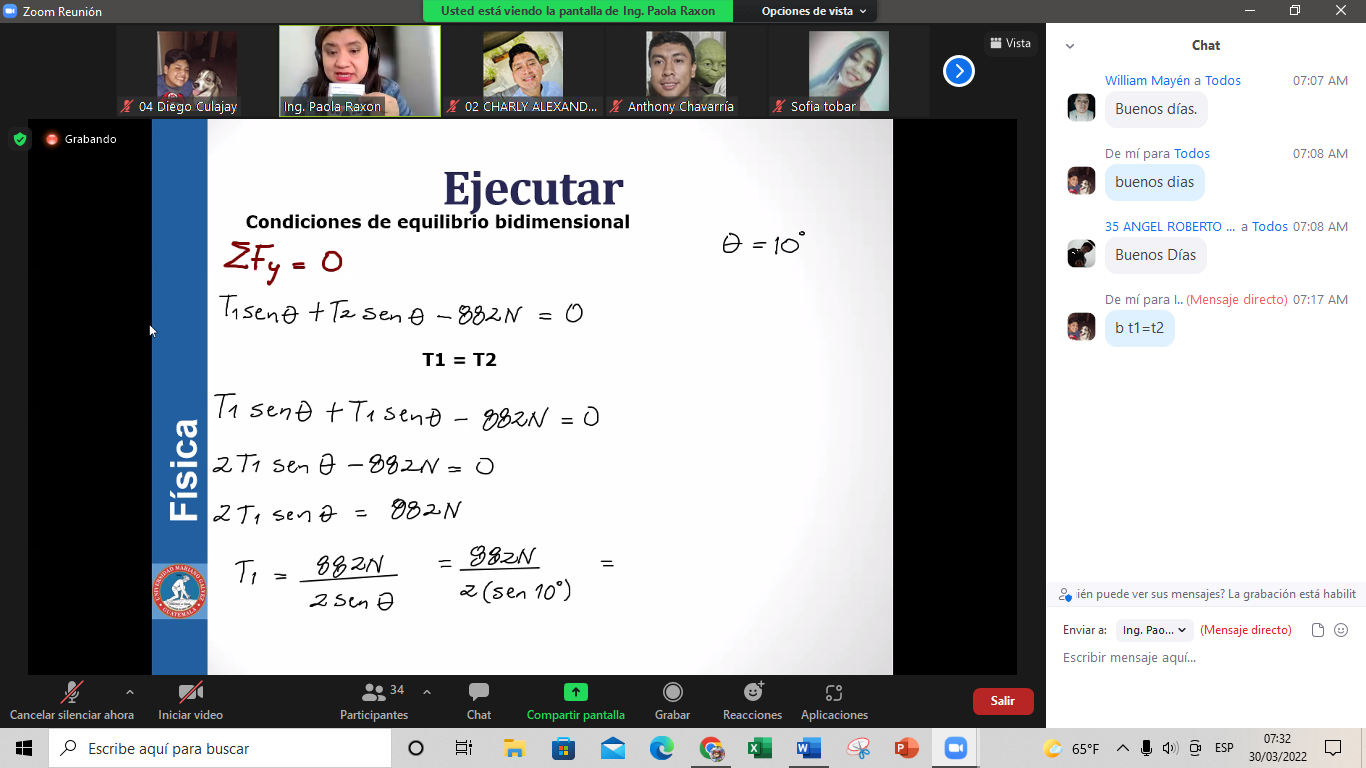 Zoom Reunión
Usted está viendo la pantalla de Ing. Paola Raxon
Opciones de vista
04 Diego Culajay
Ing. Paola Raxon
02 CHARLY ALEXAND...
Anthony Chavarría
Sofia tobar
Vista
Grabando
Ejecutar
Condiciones de equilibrio bidimensional
ΣFy = 0
θ = 10°
T1 senθ + T2 sen θ - 882N = 0
T1 = T2
T1 senθ + T1 senθ - 882N = 0
2T1 sen θ - 882N = 0
2T1 sen θ = 882N
T1 = 882N / 2 sen θ = 882N / 2 (sen 10°) =
Física
UNIVERSIDAD MARIANO GALVEZ
GUATEMALA
Chat
William Mayén a Todos 07:07 AM
Buenos días.
De mí para Todos 07:08 AM
buenos dias
35 ANGEL ROBERTO ... a Todos 07:08 AM
Buenos Días
De mí para I.. (Mensaje directo) 07:17 AM
b t1=t2
ién puede ver sus mensajes? La grabación está habilit
Enviar a: Ing. Pao... (Mensaje directo)
Escribir mensaje aquí...
Cancelar silenciar ahora
Iniciar video
Participantes 34
Chat
Compartir pantalla
Grabar
Reacciones
Aplicaciones
Salir
Escribe aquí para buscar
65°F
ESP
07:32
30/03/2022